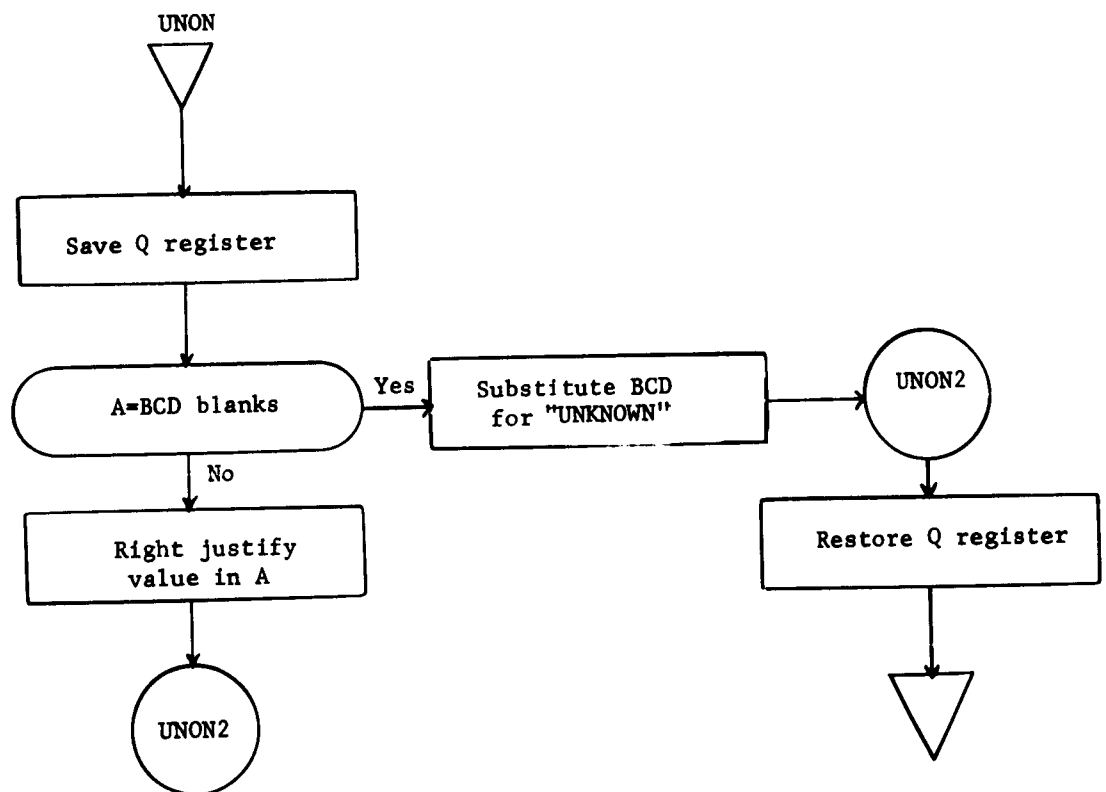 UNON
Save Q register
A=BCD blanks
Yes
Substitute BCD
for "UNKNOWN"
UNON2
No
Right justify
value in A
Restore Q register
UNON2